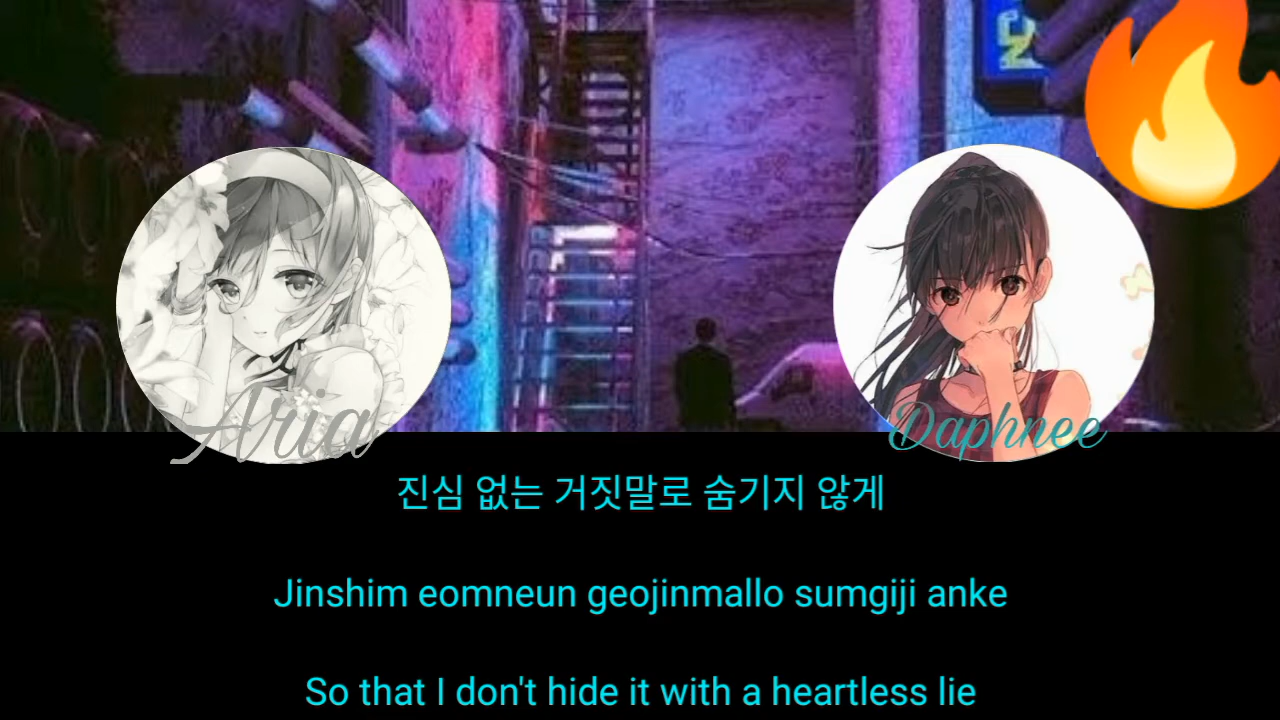 Aria
Daphnee
진심 없는 거짓말로 숨기지 않게
Jinshim eomneun geojinmallo sumgiji anke
So that I don't hide it with a heartless lie